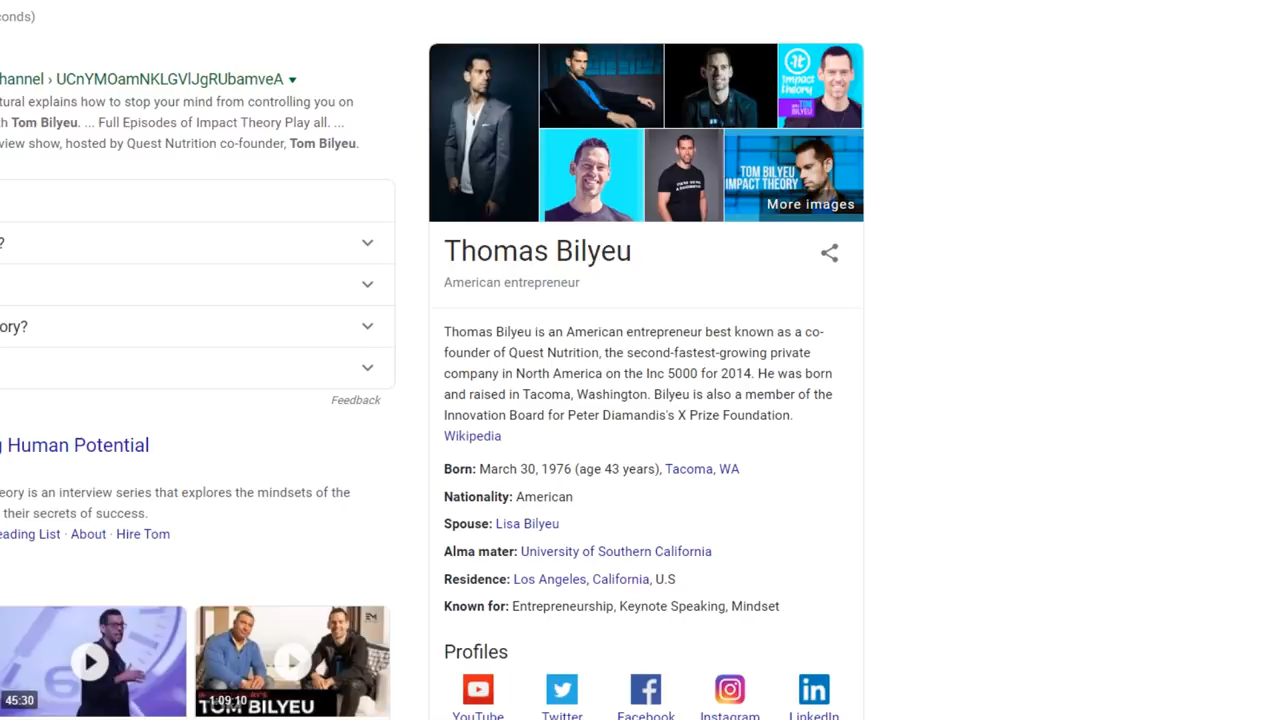 conds)
hannel › UCnYMOamNKLGVlJgRUbamveA
tural explains how to stop your mind from controlling you on
h Tom Bilyeu. ... Full Episodes of Impact Theory Play all. ...
view show, hosted by Quest Nutrition co-founder, Tom Bilyeu.
?
ory?
Feedback
g Human Potential
eory is an interview series that explores the mindsets of the
their secrets of success.
eading List · About · Hire Tom
45:30
1:09:10
TOM BILYEU
impact
theory
TOM
BILYEU
TOM BILYEU
IMPACT THEORY
More images
Thomas Bilyeu
American entrepreneur
Thomas Bilyeu is an American entrepreneur best known as a co-
founder of Quest Nutrition, the second-fastest-growing private
company in North America on the Inc 5000 for 2014. He was born
and raised in Tacoma, Washington. Bilyeu is also a member of the
Innovation Board for Peter Diamandis's X Prize Foundation.
Wikipedia
Born: March 30, 1976 (age 43 years), Tacoma, WA
Nationality: American
Spouse: Lisa Bilyeu
Alma mater: University of Southern California
Residence: Los Angeles, California, U.S
Known for: Entrepreneurship, Keynote Speaking, Mindset
Profiles
YouTube Twitter Facebook Instagram LinkedIn